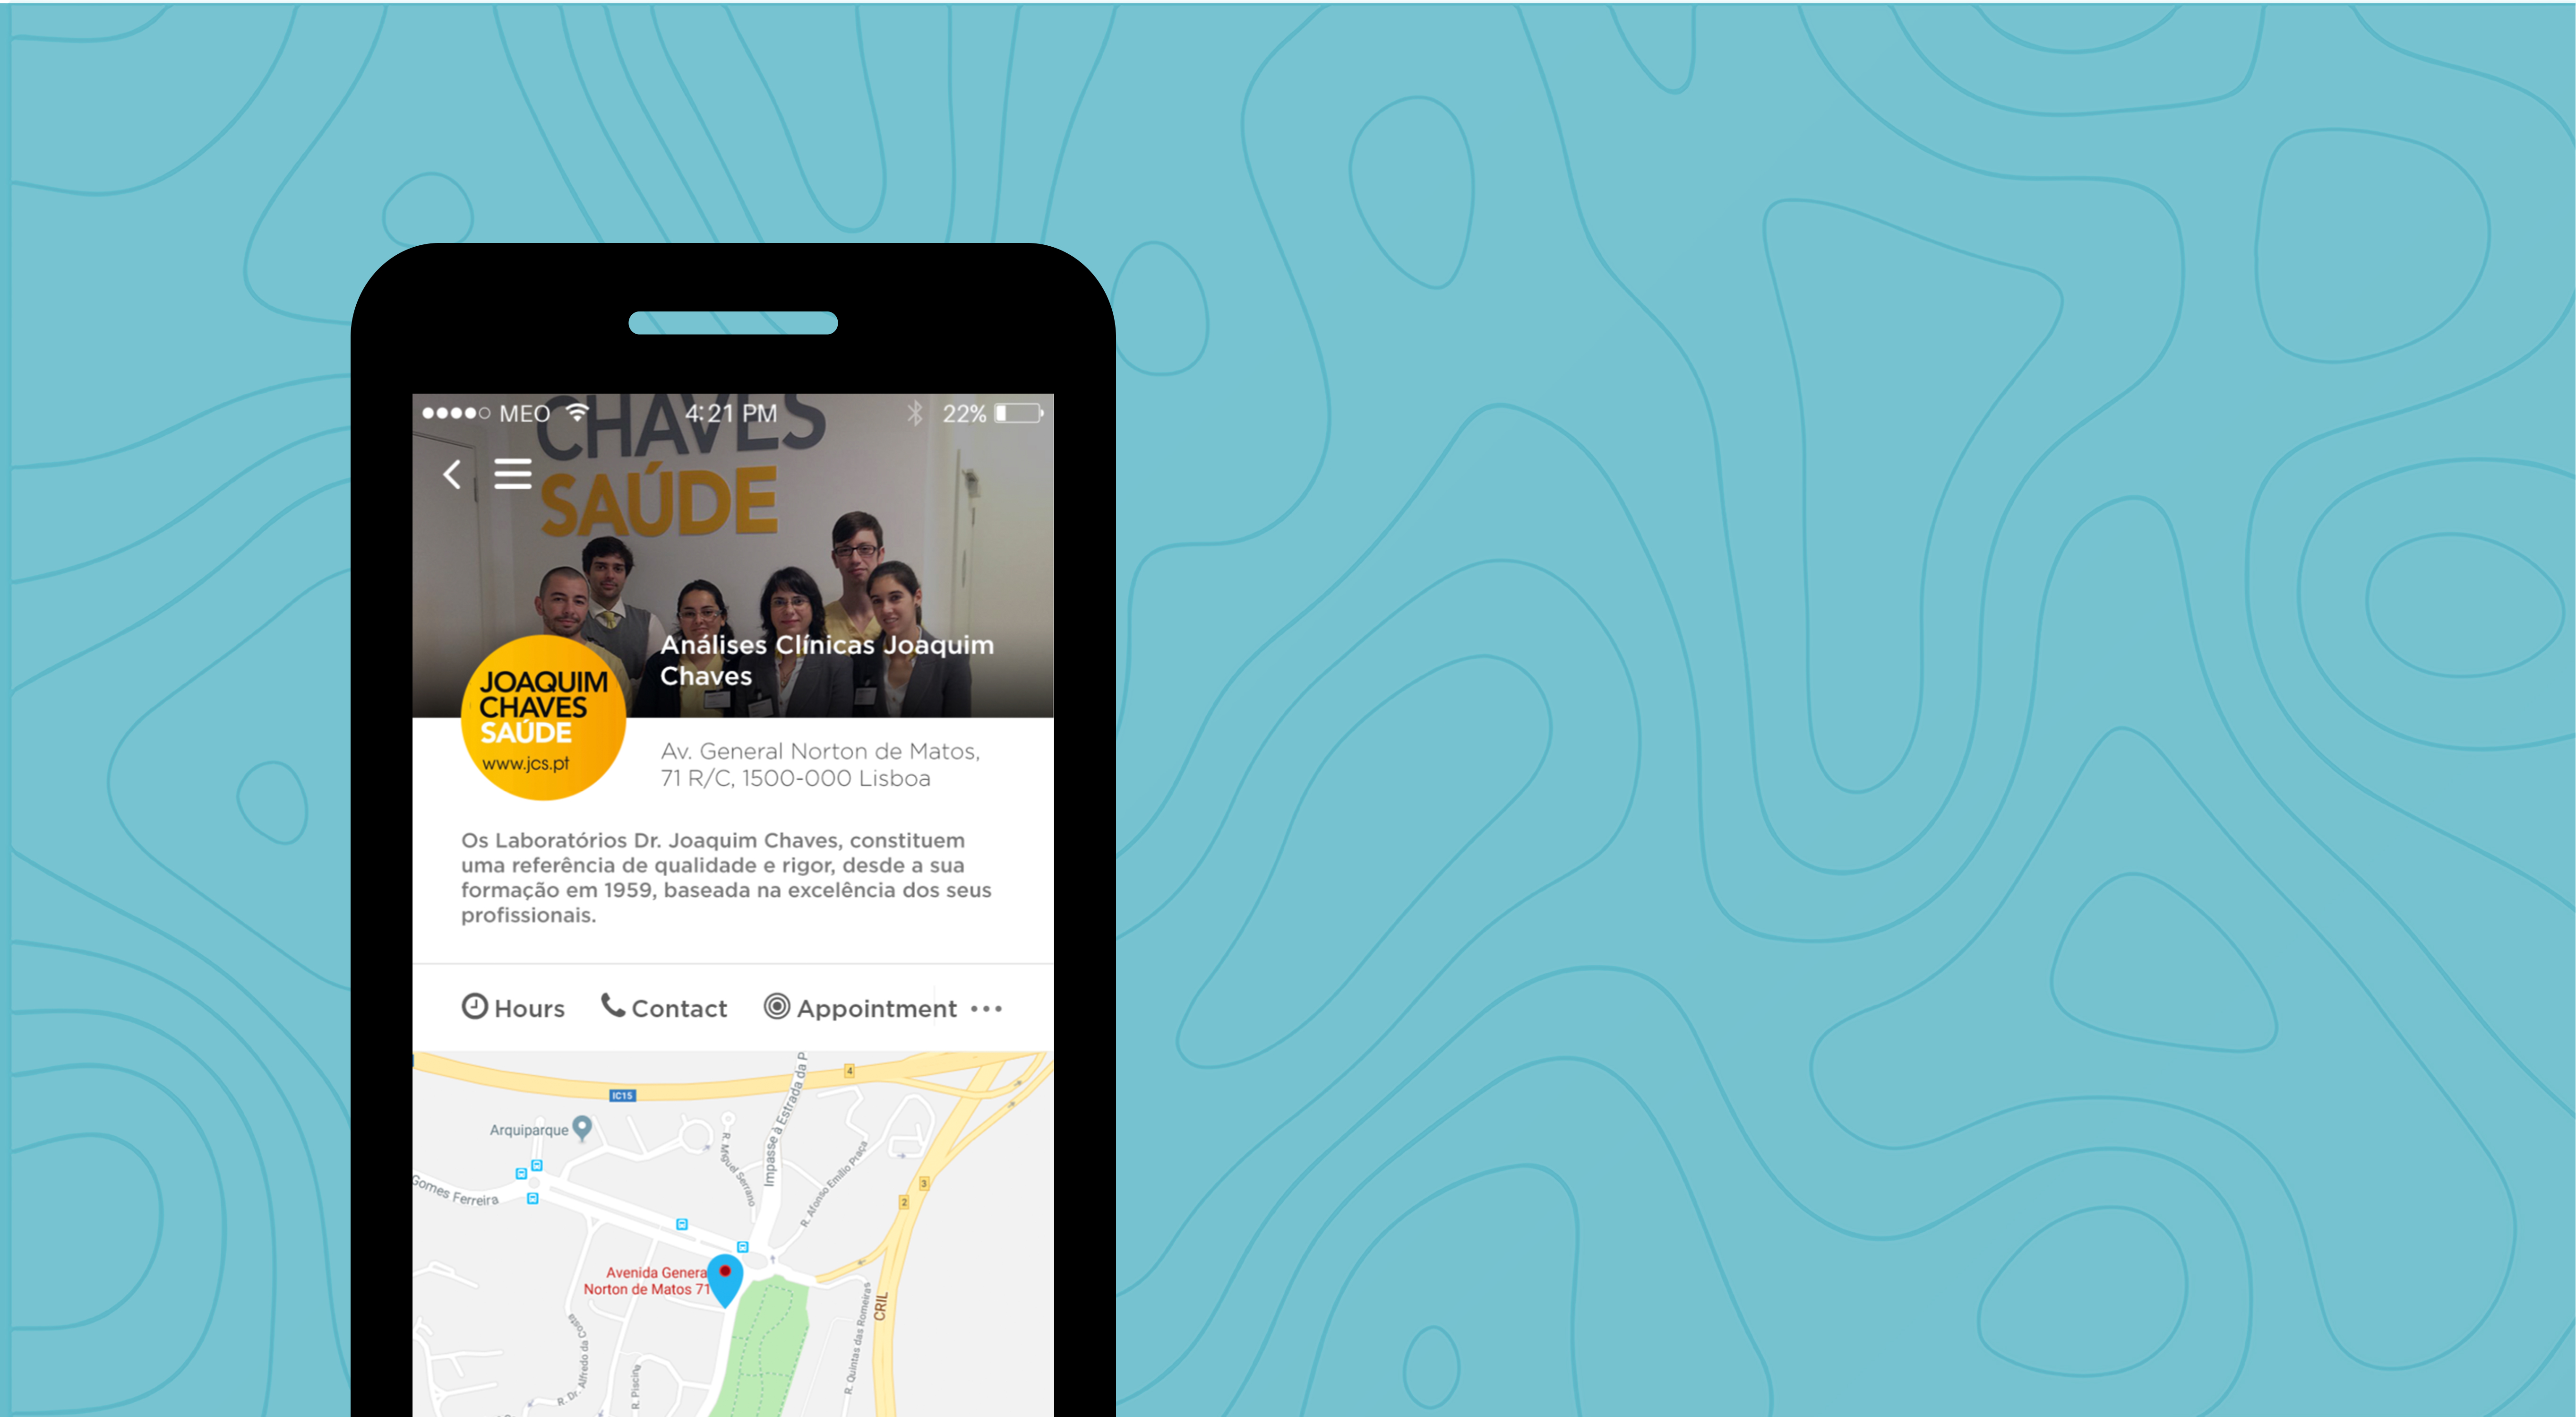 MEO 4:21 PM 22%
CHAVES
SAÚDE
Análises Clínicas Joaquim
Chaves
JOAQUIM
CHAVES
SAÚDE
www.jcs.pt
Av. General Norton de Matos,
71 R/C, 1500-000 Lisboa
Os Laboratórios Dr. Joaquim Chaves, constituem
uma referência de qualidade e rigor, desde a sua
formação em 1959, baseada na excelência dos seus
profissionais.
Hours Contact Appointment •••
4
IC15
Impasse à Estrada da P
Arquiparque
R. Miguel Serrano
R. Afonso Emílio Praça
Gomes Ferreira
3
2
Avenida Genera
Norton de Matos 71
CRIL
R. Quintas das Romeiras
R. Dr. Alfredo da Costa
R. Piscina